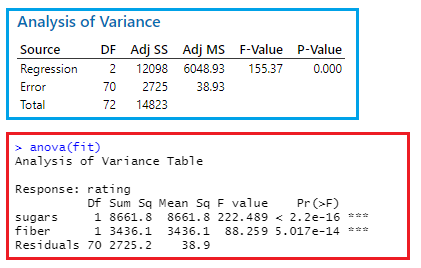 Analysis of Variance
Source DF Adj SS Adj MS F-Value P-Value
Regression 2 12098 6048.93 155.37 0.000
Error 70 2725 38.93
Total 72 14823
> anova(fit)
Analysis of Variance Table
Response: rating
Df Sum Sq Mean Sq F value Pr(>F)
sugars 1 8661.8 8661.8 222.489 < 2.2e-16 ***
fiber 1 3436.1 3436.1 88.259 5.017e-14 ***
Residuals 70 2725.2 38.9